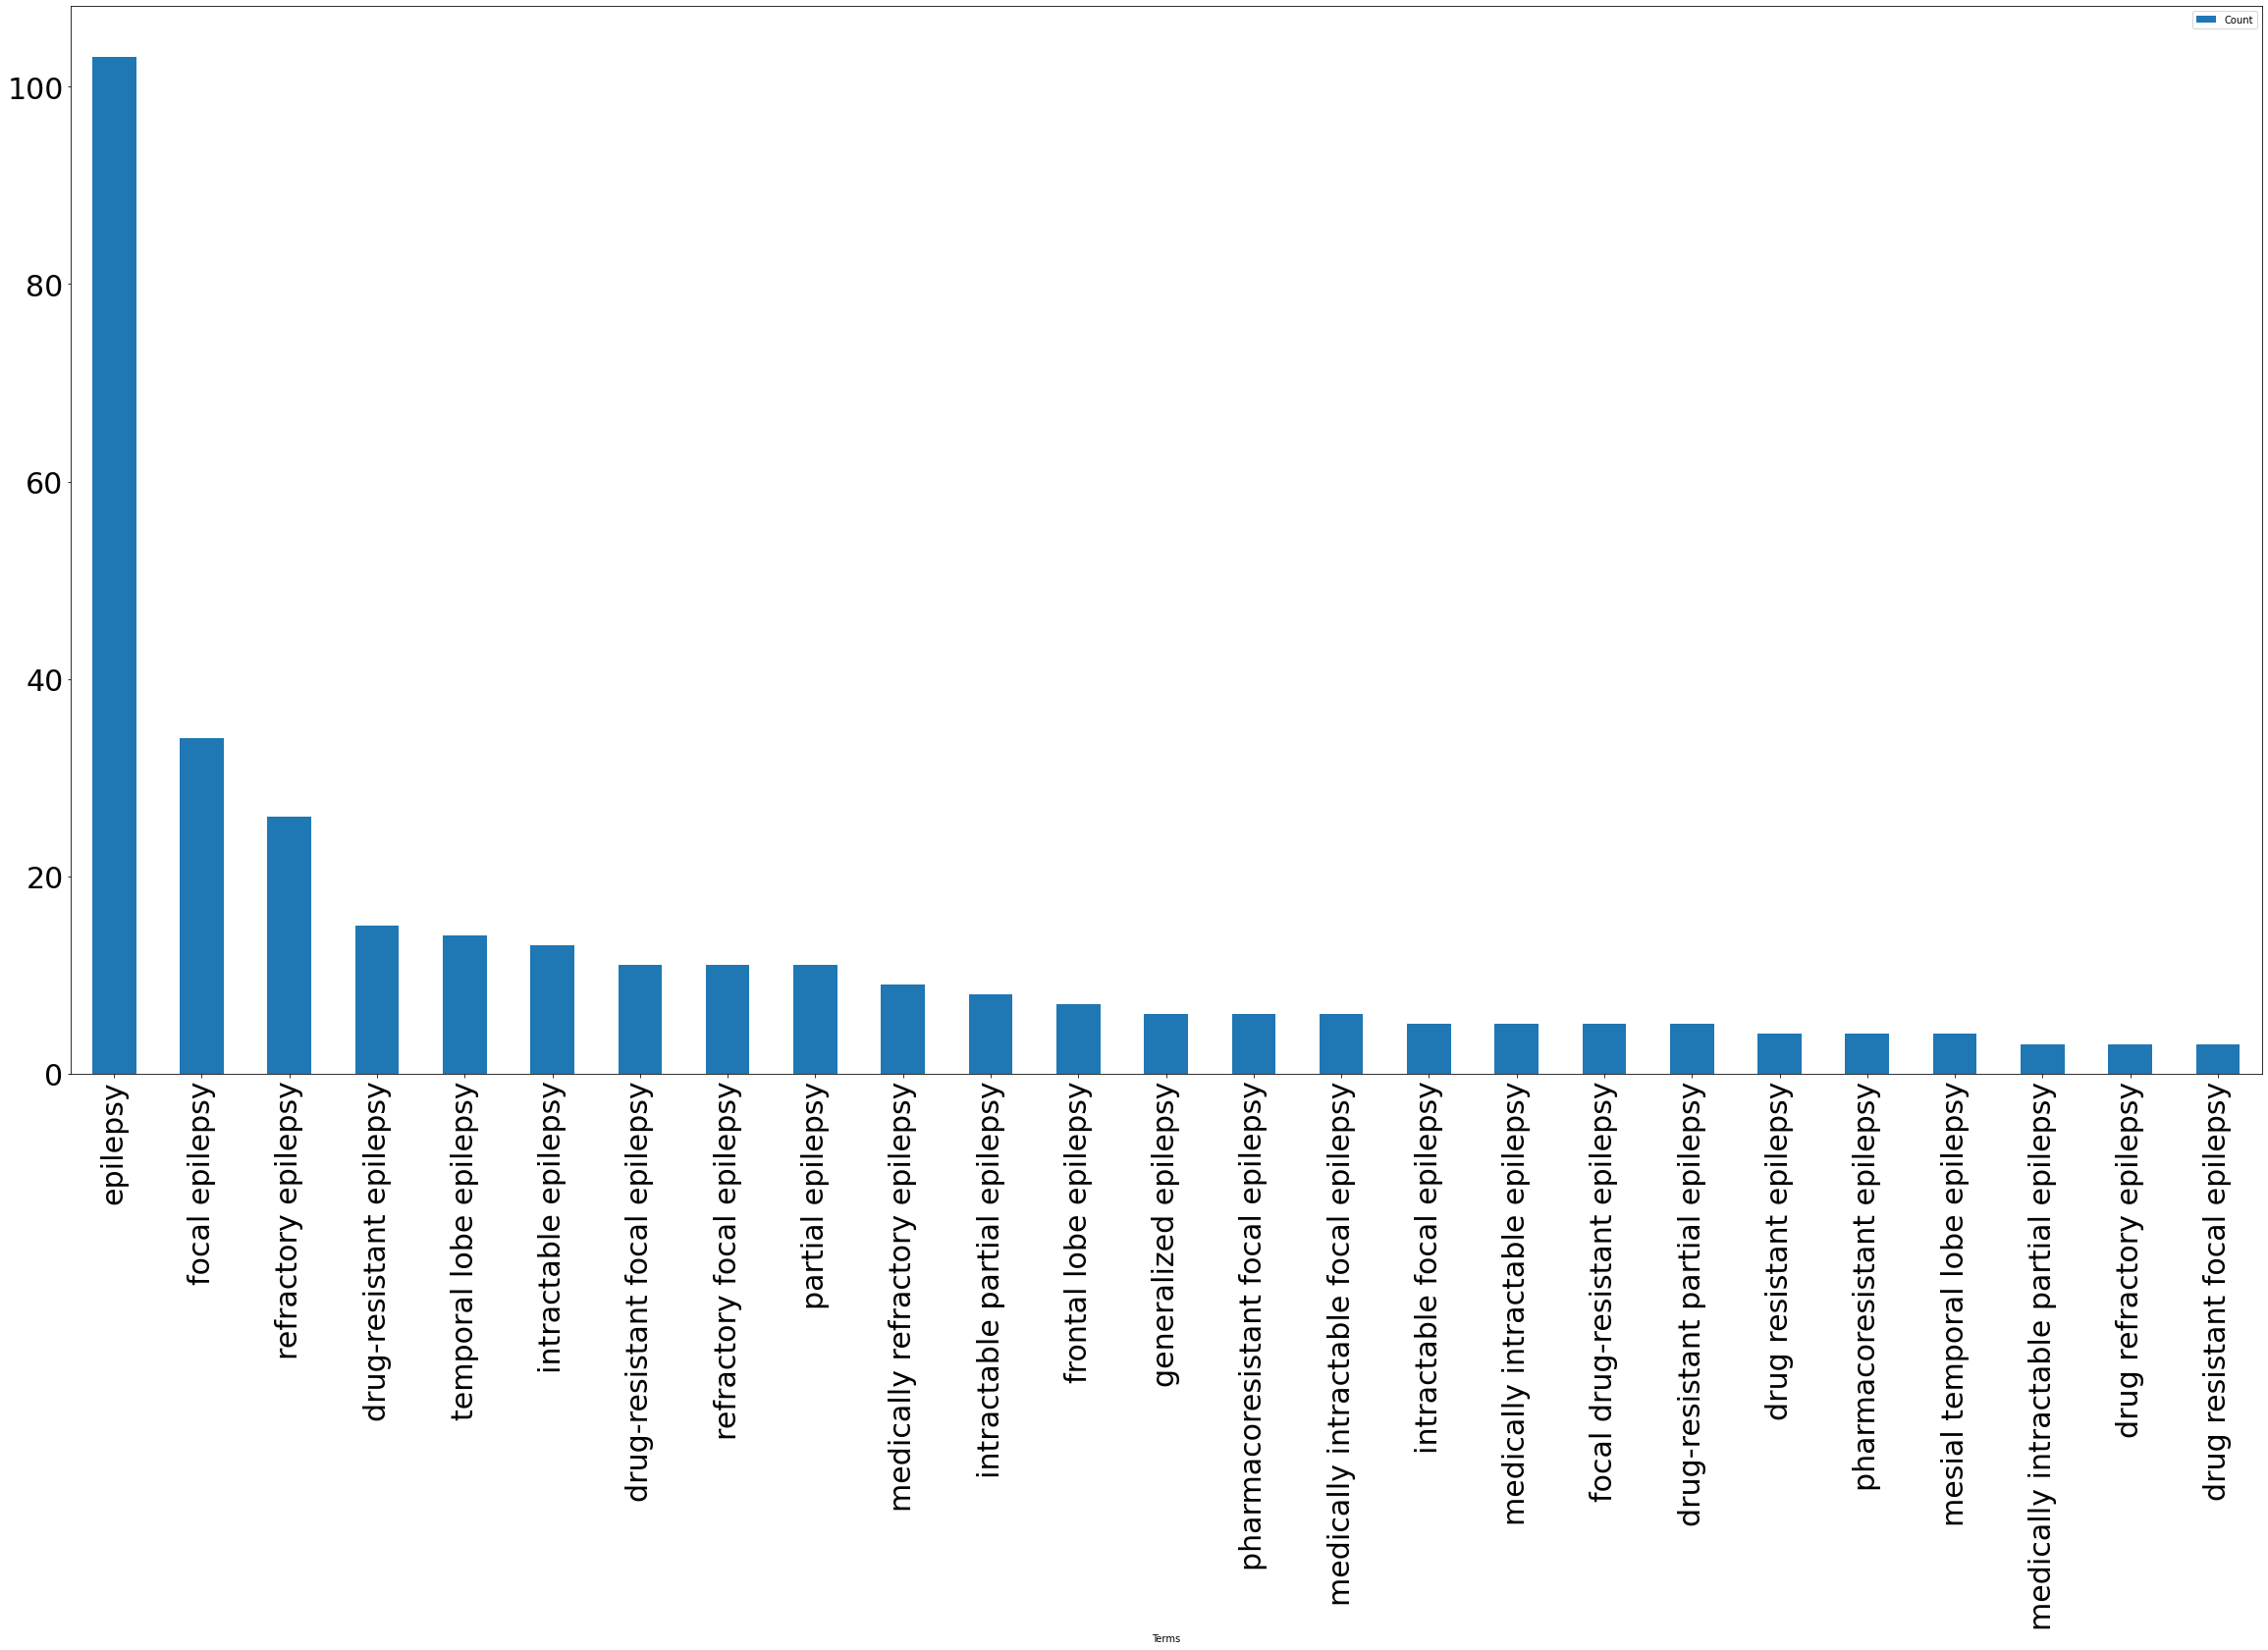 Count
100
80
60
40
20
0
epilepsy
focal epilepsy
refractory epilepsy
drug-resistant epilepsy
temporal lobe epilepsy
intractable epilepsy
drug-resistant focal epilepsy
refractory focal epilepsy
partial epilepsy
medically refractory epilepsy
intractable partial epilepsy
frontal lobe epilepsy
generalized epilepsy
pharmacoresistant focal epilepsy
medically intractable focal epilepsy
intractable focal epilepsy
medically intractable epilepsy
focal drug-resistant epilepsy
drug-resistant partial epilepsy
drug resistant epilepsy
pharmacoresistant epilepsy
mesial temporal lobe epilepsy
medically intractable partial epilepsy
drug refractory epilepsy
drug resistant focal epilepsy
Terms